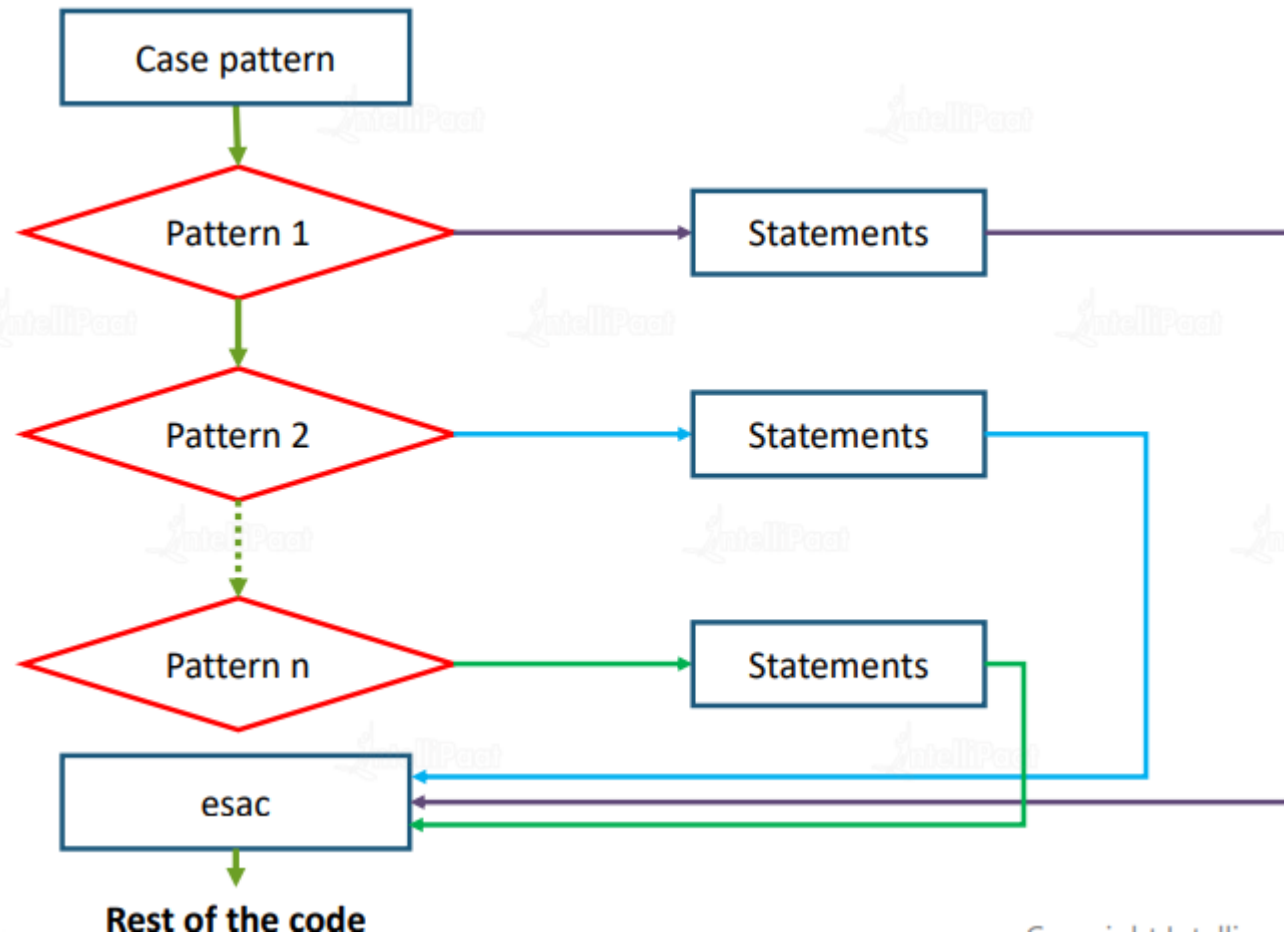 Case pattern
Pattern 1
Statements
Pattern 2
Statements
Pattern n
Statements
esac
Rest of the code